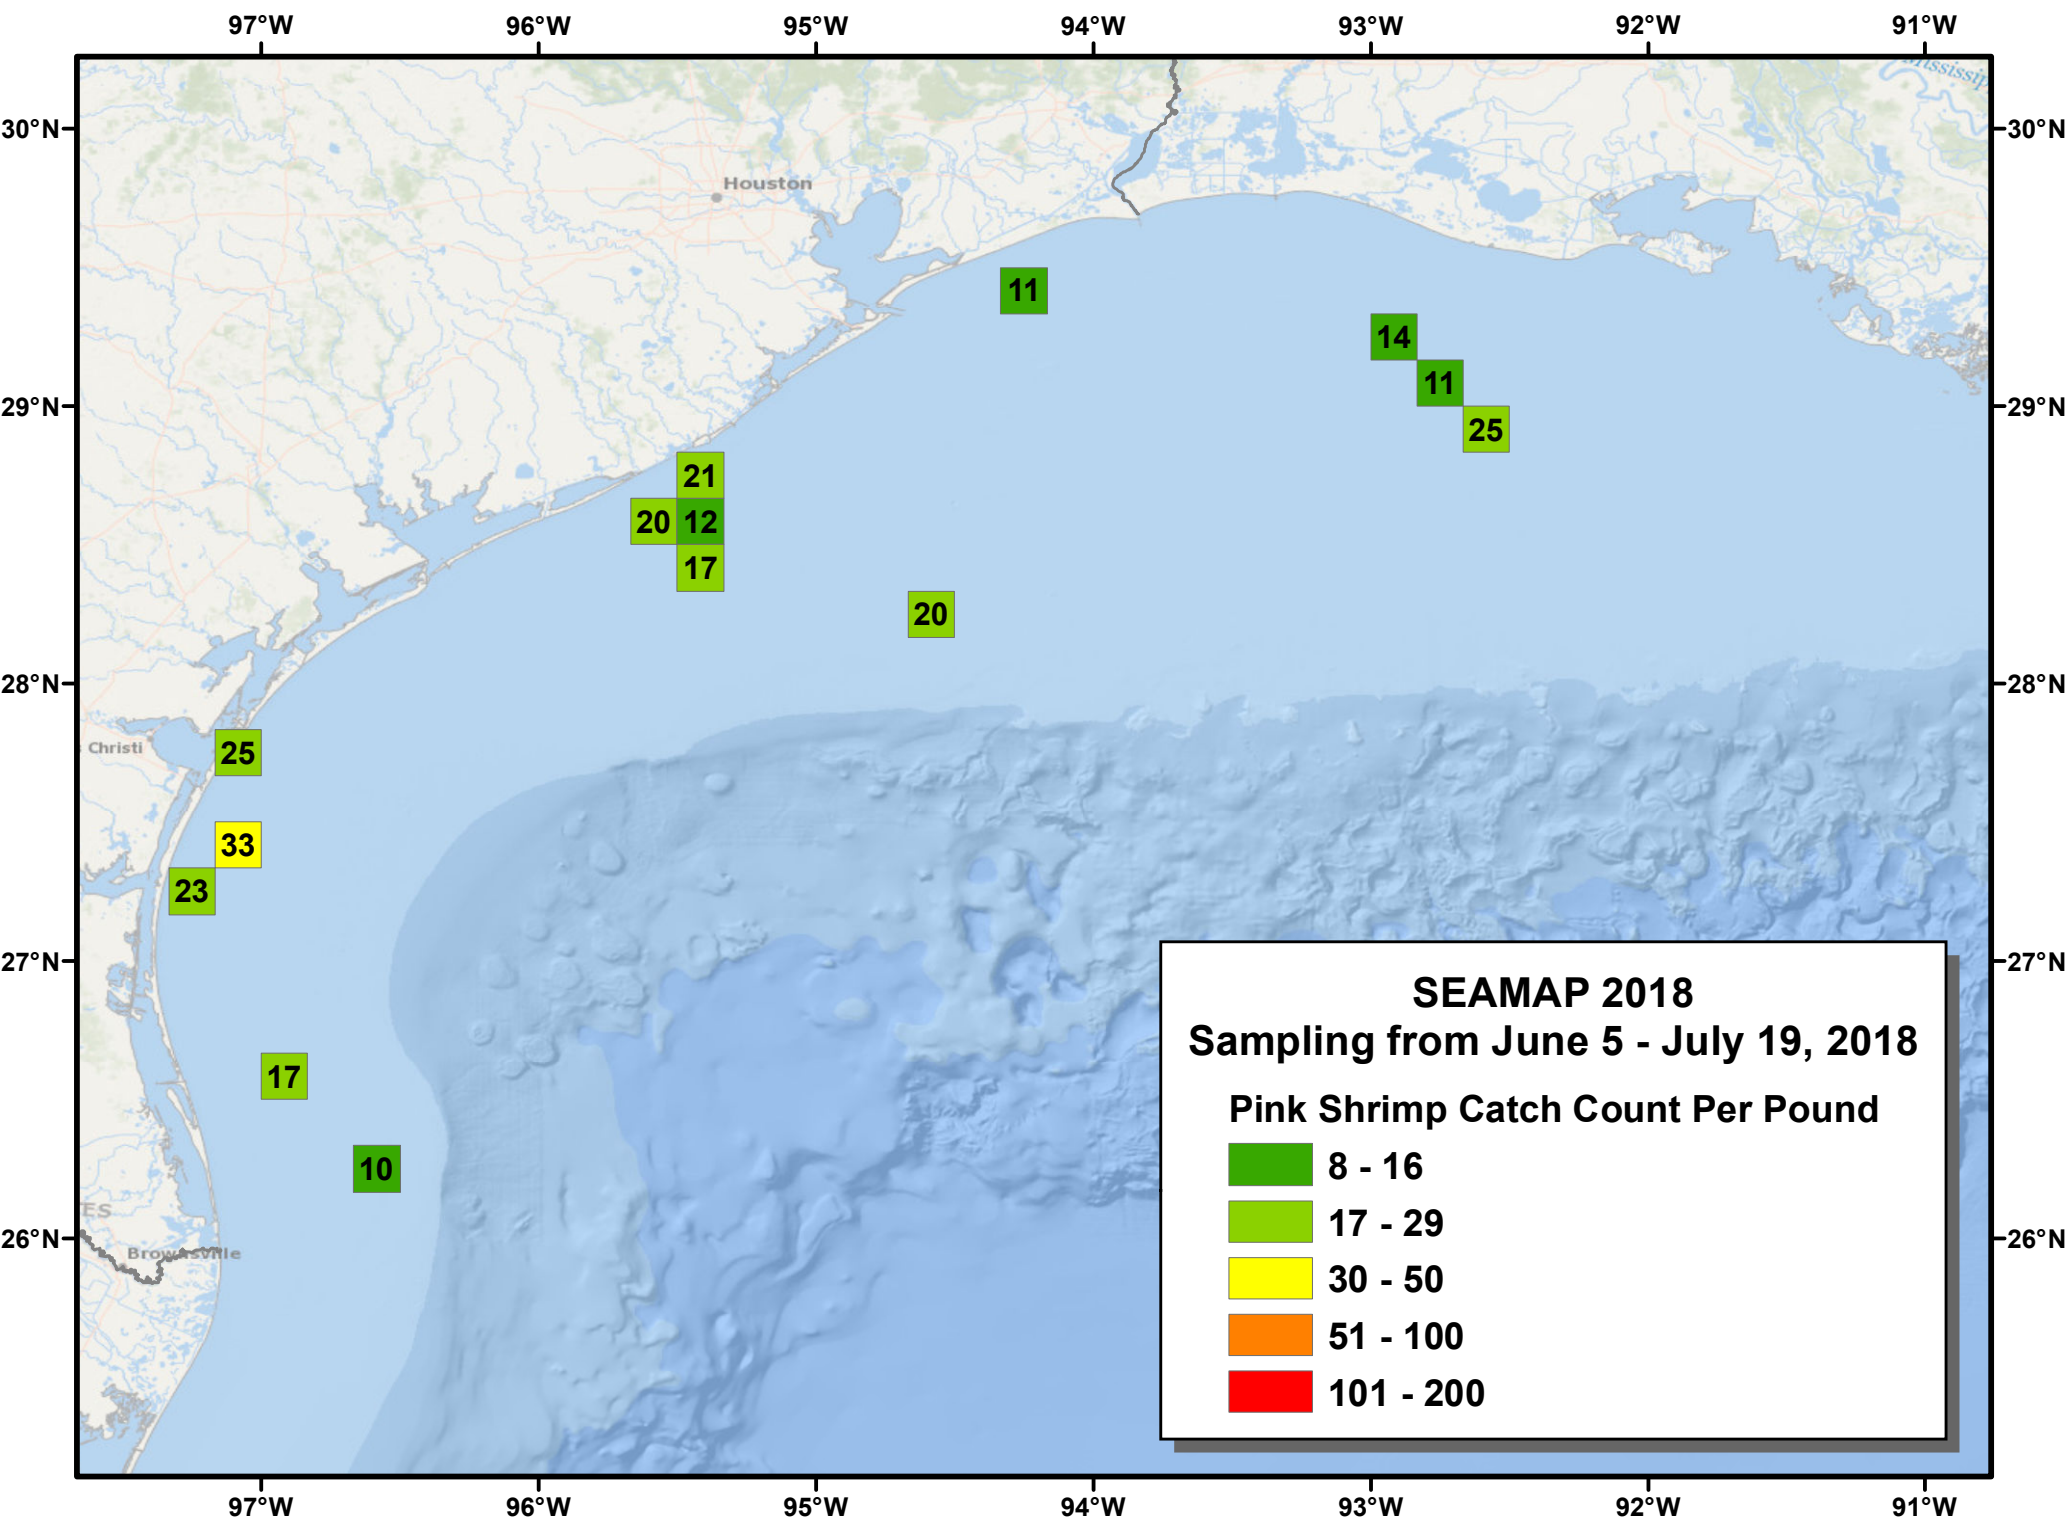 97°W 96°W 95°W 94°W 93°W 92°W 91°W
Mississip
30°N 30°N
Houston
11
14
11
29°N 29°N
25
21
20 12
17
20
28°N 28°N
Christi
25
33
23
27°N 27°N
17
10
ES
26°N 26°N
Brownsville
SEAMAP 2018
Sampling from June 5 - July 19, 2018
Pink Shrimp Catch Count Per Pound
8 - 16
17 - 29
30 - 50
51 - 100
101 - 200
97°W 96°W 95°W 94°W 93°W 92°W 91°W